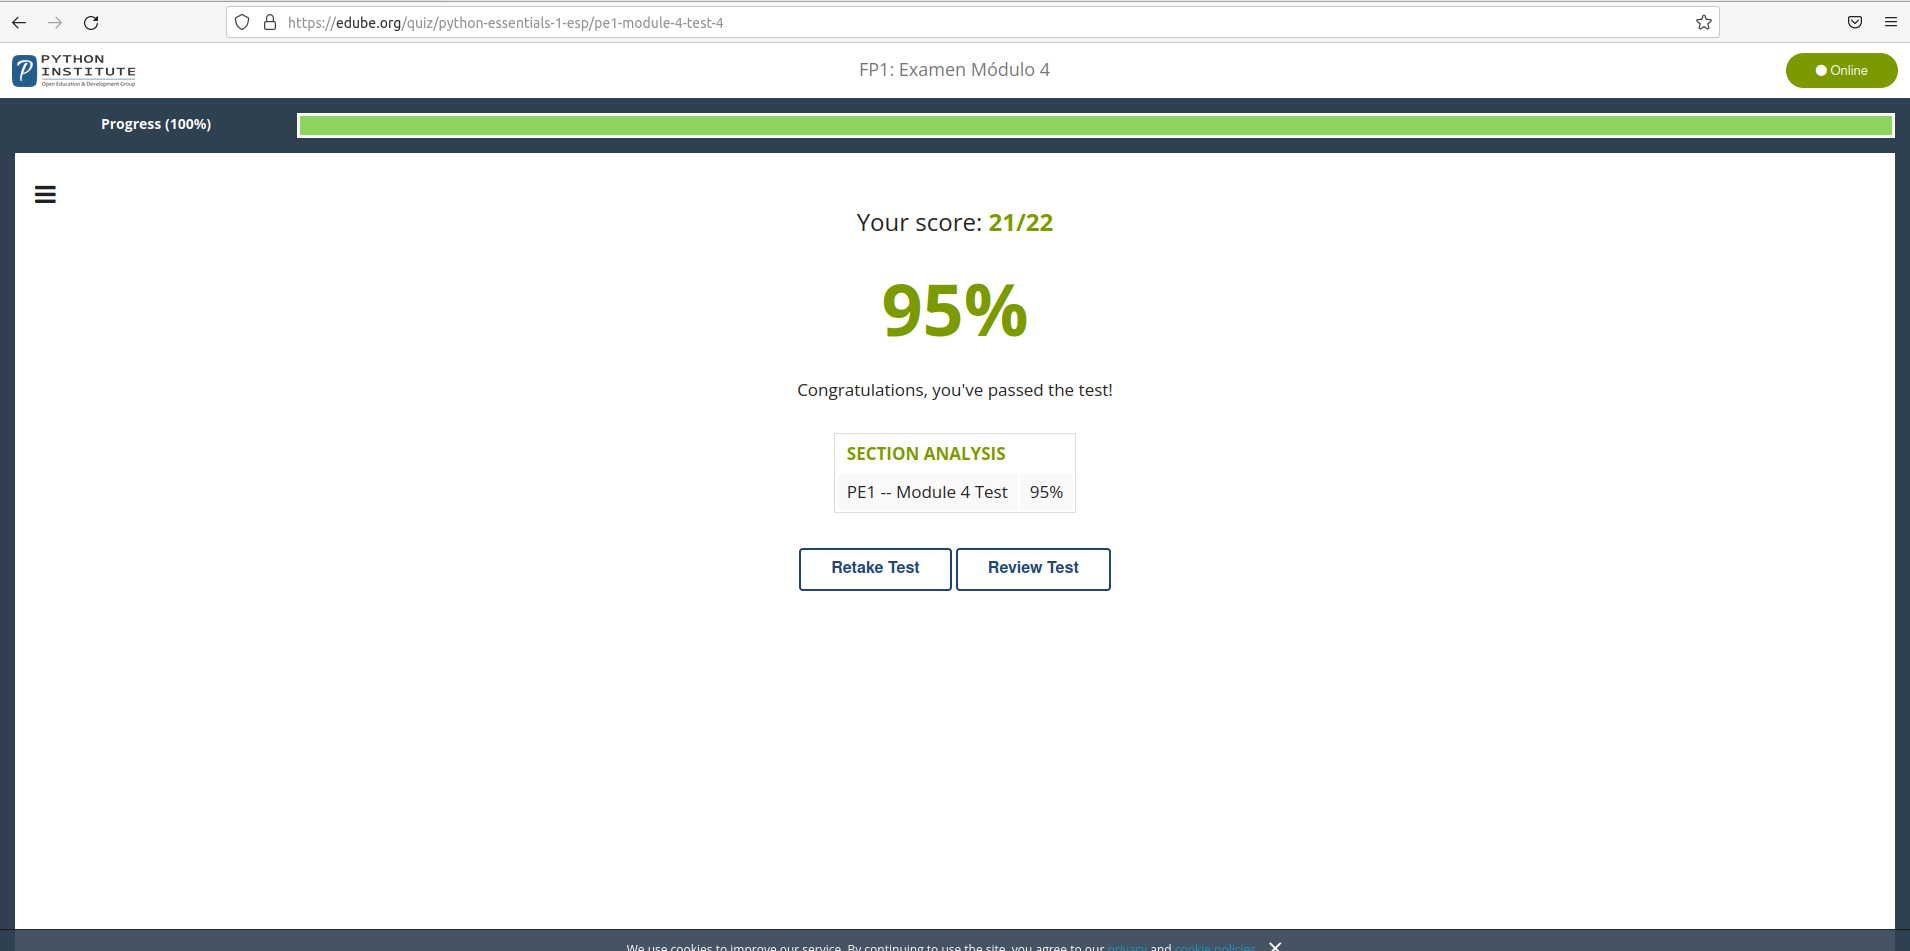 https://edube.org/quiz/python-essentials-1-esp/pe1-module-4-test-4
PYTHON
INSTITUTE
Open Education & Development Group
FP1: Examen Módulo 4
Online
Progress (100%)
Your score: 21/22
95%
Congratulations, you've passed the test!
SECTION ANALYSIS
PE1 -- Module 4 Test 95%
Retake Test Review Test
We use cookies to improve our service. By continuing to use the site, you agree to our privacy and cookie policies.